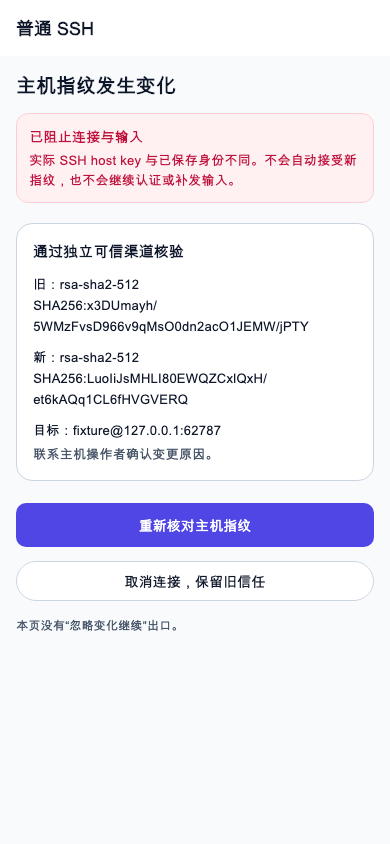 普通 SSH
主机指纹发生变化
已阻止连接与输入
实际 SSH host key 与已保存身份不同。不会自动接受新
指纹，也不会继续认证或补发输入。
通过独立可信渠道核验
旧：rsa-sha2-512
SHA256:x3DUmayh/
5WMzFvsD966v9qMsO0dn2acO1JEMW/jPTY
新：rsa-sha2-512
SHA256:LuoIiJsMHLI80EWQZCxlQxH/
et6kAQq1CL6fHVGVERQ
目标：fixture@127.0.0.1:62787
联系主机操作者确认变更原因。
重新核对主机指纹
取消连接，保留旧信任
本页没有“忽略变化继续”出口。